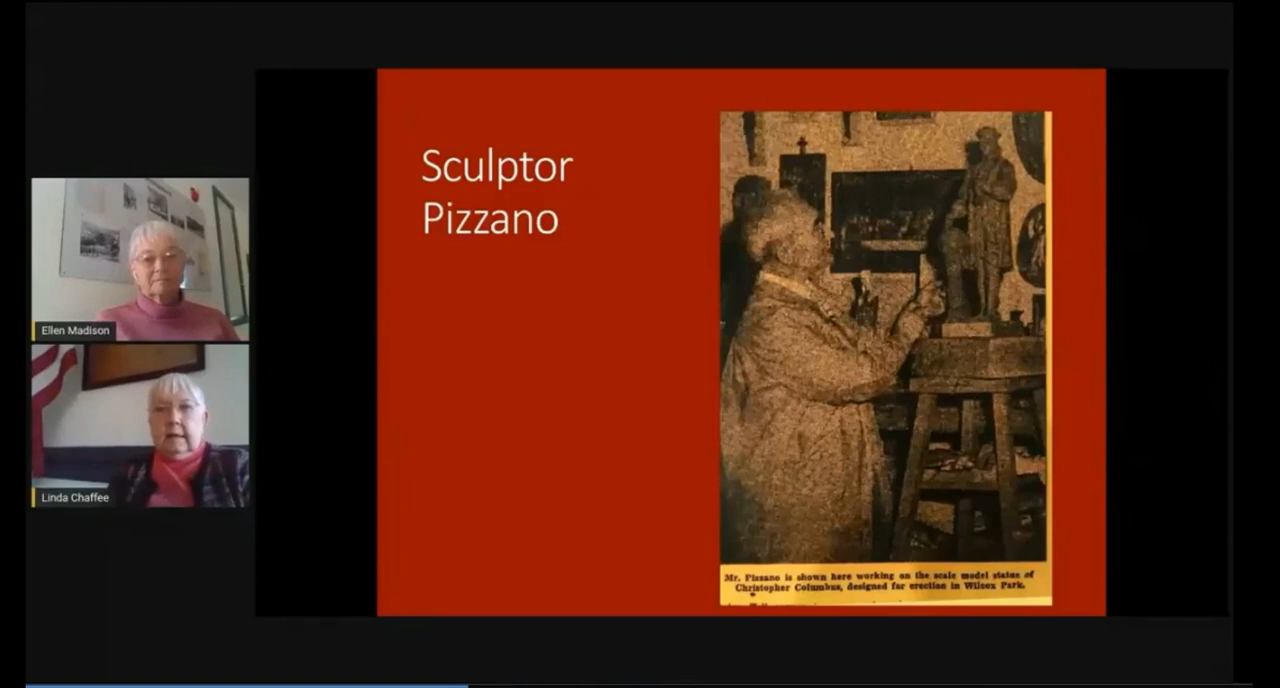 Sculptor
Pizzano
Ellen Madison
Linda Chaffee
Mr. Pizzano is shown here working on the scale model statue of
Christopher Columbus, designed for erection in Wilcox Park.